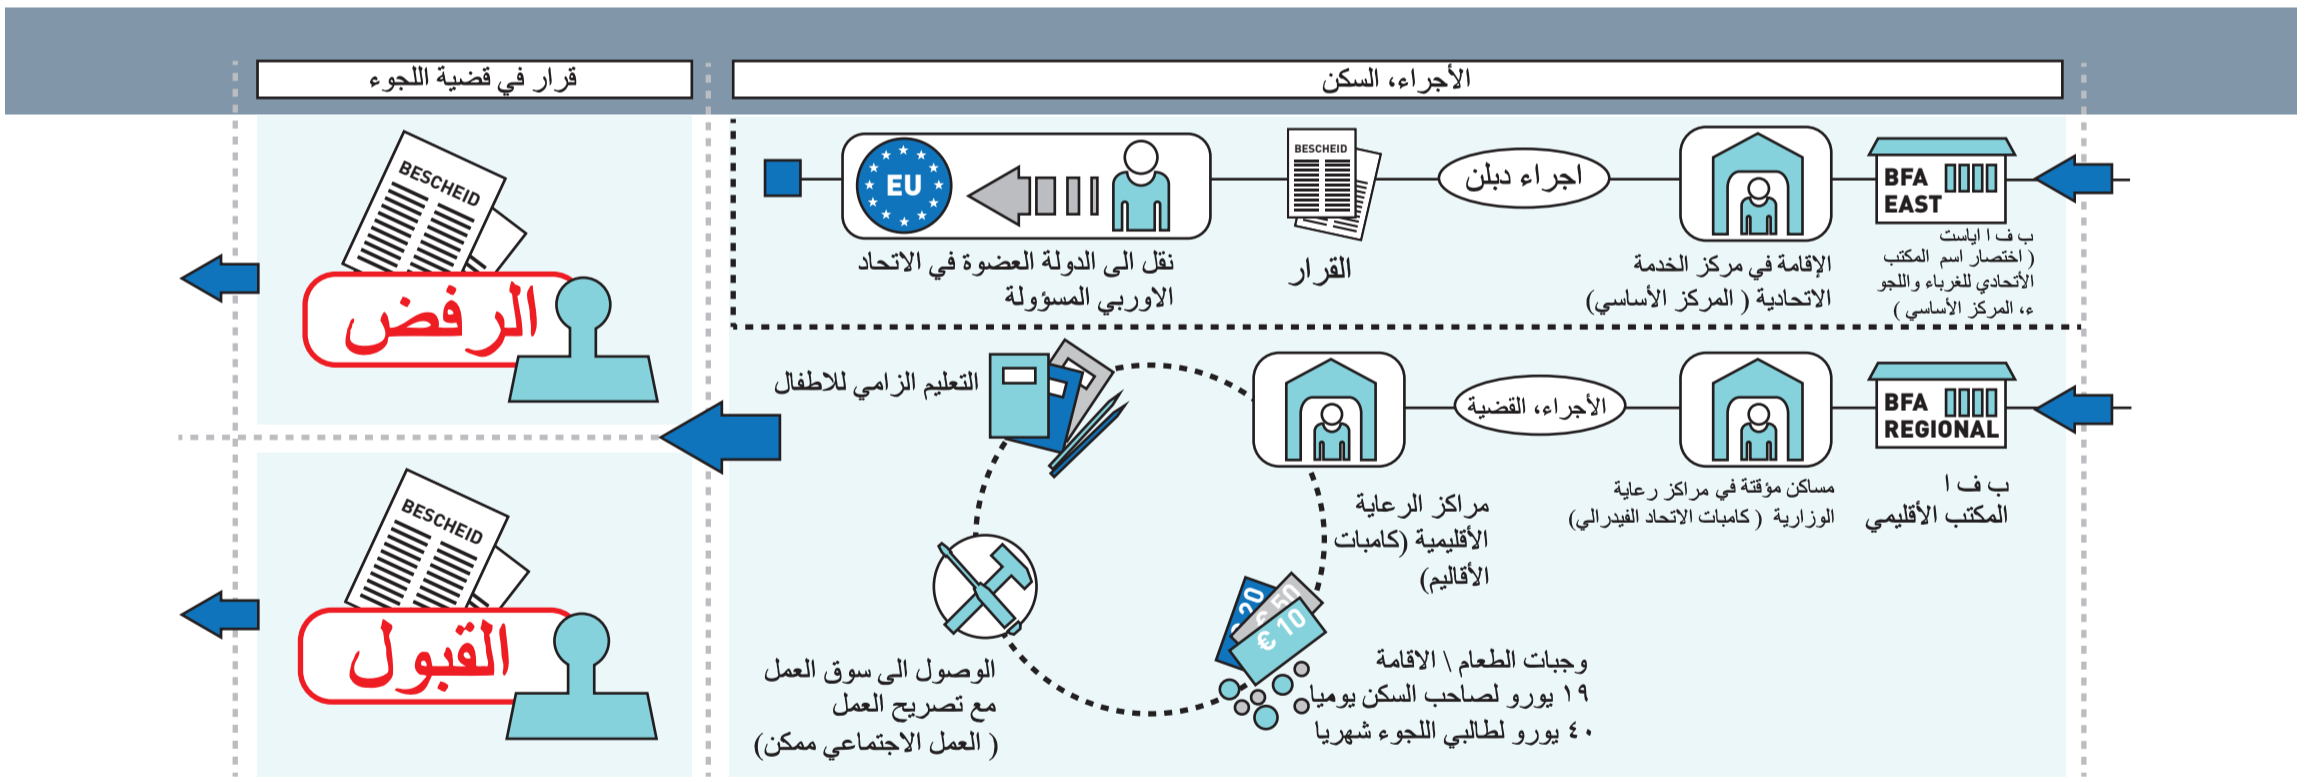 الأجراء، السكن
قرار في قضية اللجوء
BFA
EAST
ب ف ا اياست
( اختصار اسم المكتب
الأتحادي للغرباء واللجو
ء، المركز الأساسي )
الإقامة في مركز الخدمة
الاتحادية ( المركز الأساسي)
اجراء دبلن
BESCHEID
القرار
EU
نقل الى الدولة العضوة في الاتحاد
الاوربي المسؤولة
BFA
REGIONAL
ب ف ا
المكتب الأقليمي
مساكن مؤقتة في مراكز رعاية
الوزارية ( كامبات الاتحاد الفيدرالي)
الأجراء، القضية
مراكز الرعاية
الأقليمية (كامبات
الأقاليم)
20
€ 50
€ 10
وجبات الطعام \ الاقامة
١٩ يورو لصاحب السكن يوميا
٤٠ يورو لطالبي اللجوء شهريا
التعليم الزامي للاطفال
الوصول الى سوق العمل
مع تصريح العمل
( العمل الاجتماعي ممكن)
BESCHEID
الرفض
BESCHEID
القبول